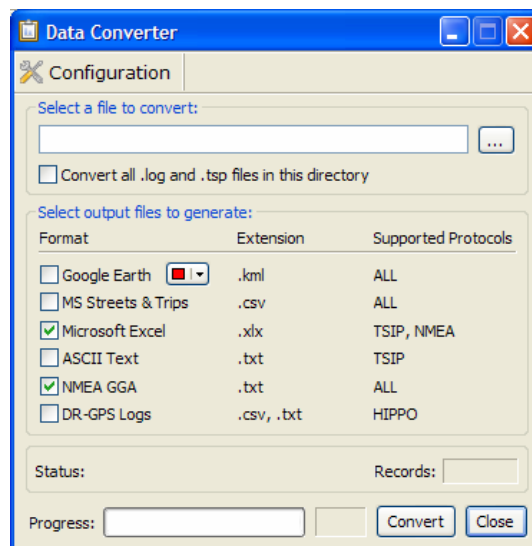 Data Converter
Configuration
Select a file to convert:
...
Convert all .log and .tsp files in this directory
Select output files to generate:
Format Extension Supported Protocols
Google Earth .kml ALL
MS Streets & Trips .csv ALL
Microsoft Excel .xlx TSIP, NMEA
ASCII Text .txt TSIP
NMEA GGA .txt ALL
DR-GPS Logs .csv, .txt HIPPO
Status: Records:
Progress: Convert Close